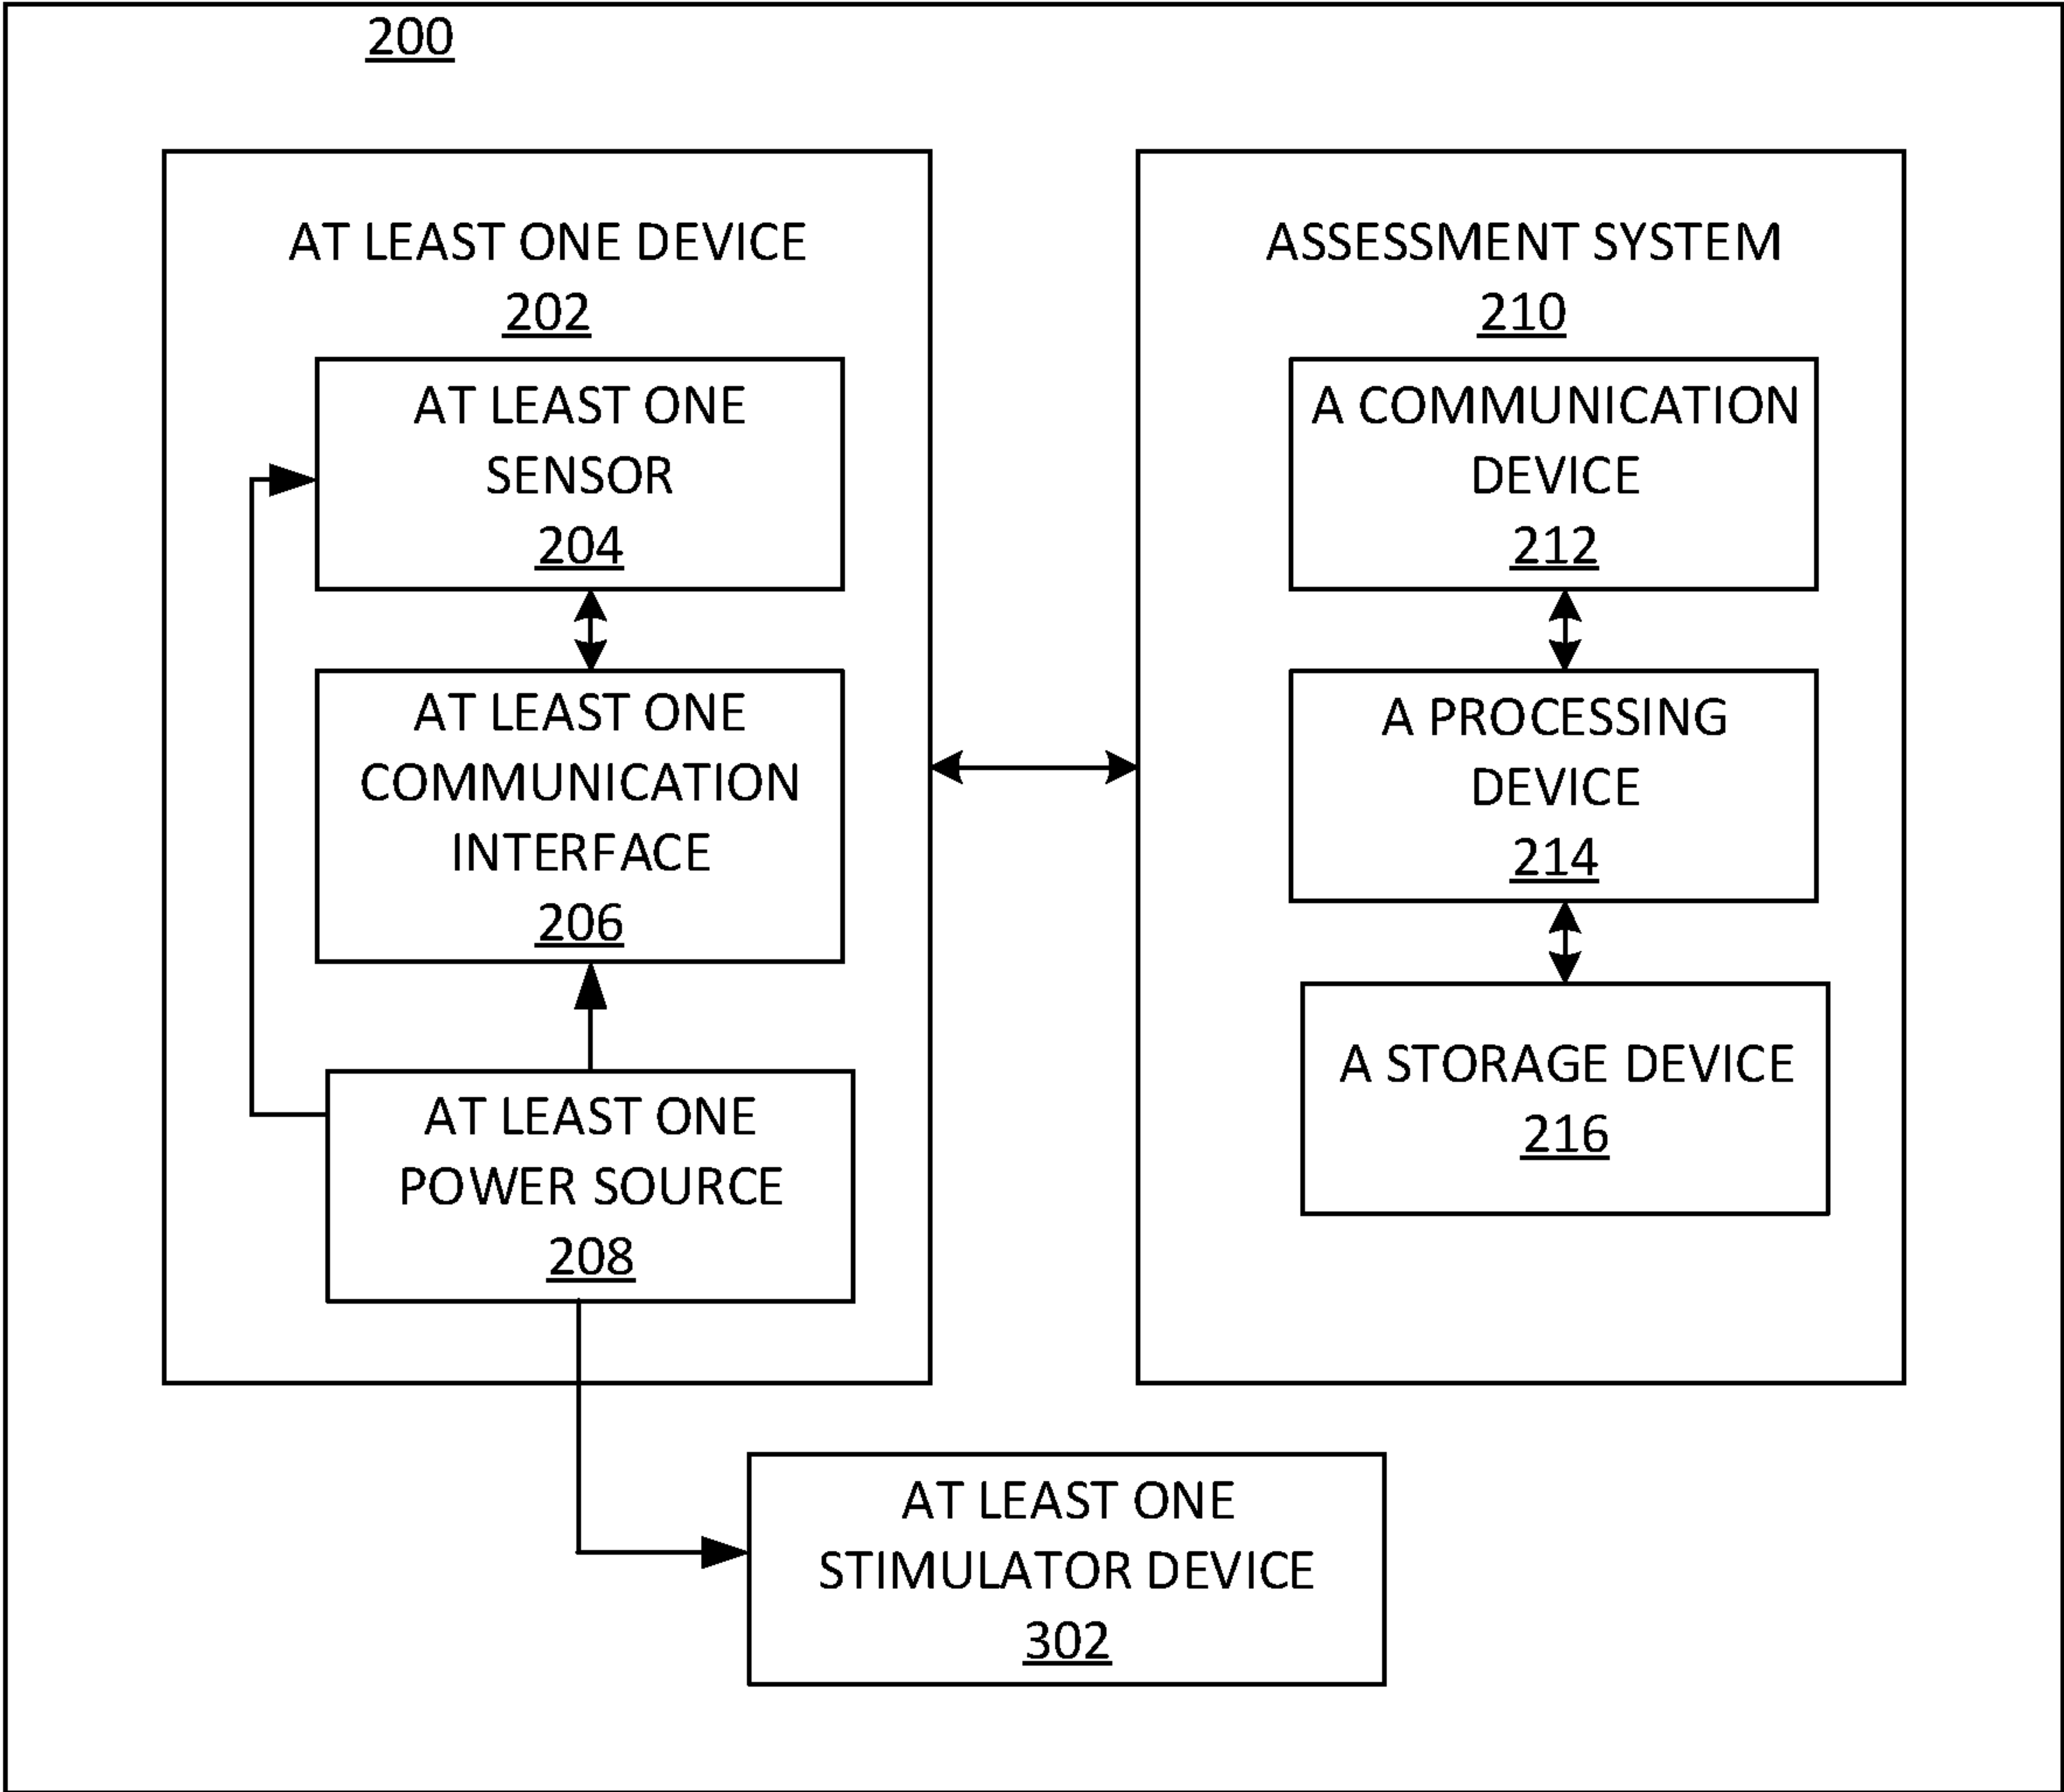 200
AT LEAST ONE DEVICE
202
AT LEAST ONE
SENSOR
204
AT LEAST ONE
COMMUNICATION
INTERFACE
206
AT LEAST ONE
POWER SOURCE
208
ASSESSMENT SYSTEM
210
A COMMUNICATION
DEVICE
212
A PROCESSING
DEVICE
214
A STORAGE DEVICE
216
AT LEAST ONE
STIMULATOR DEVICE
302